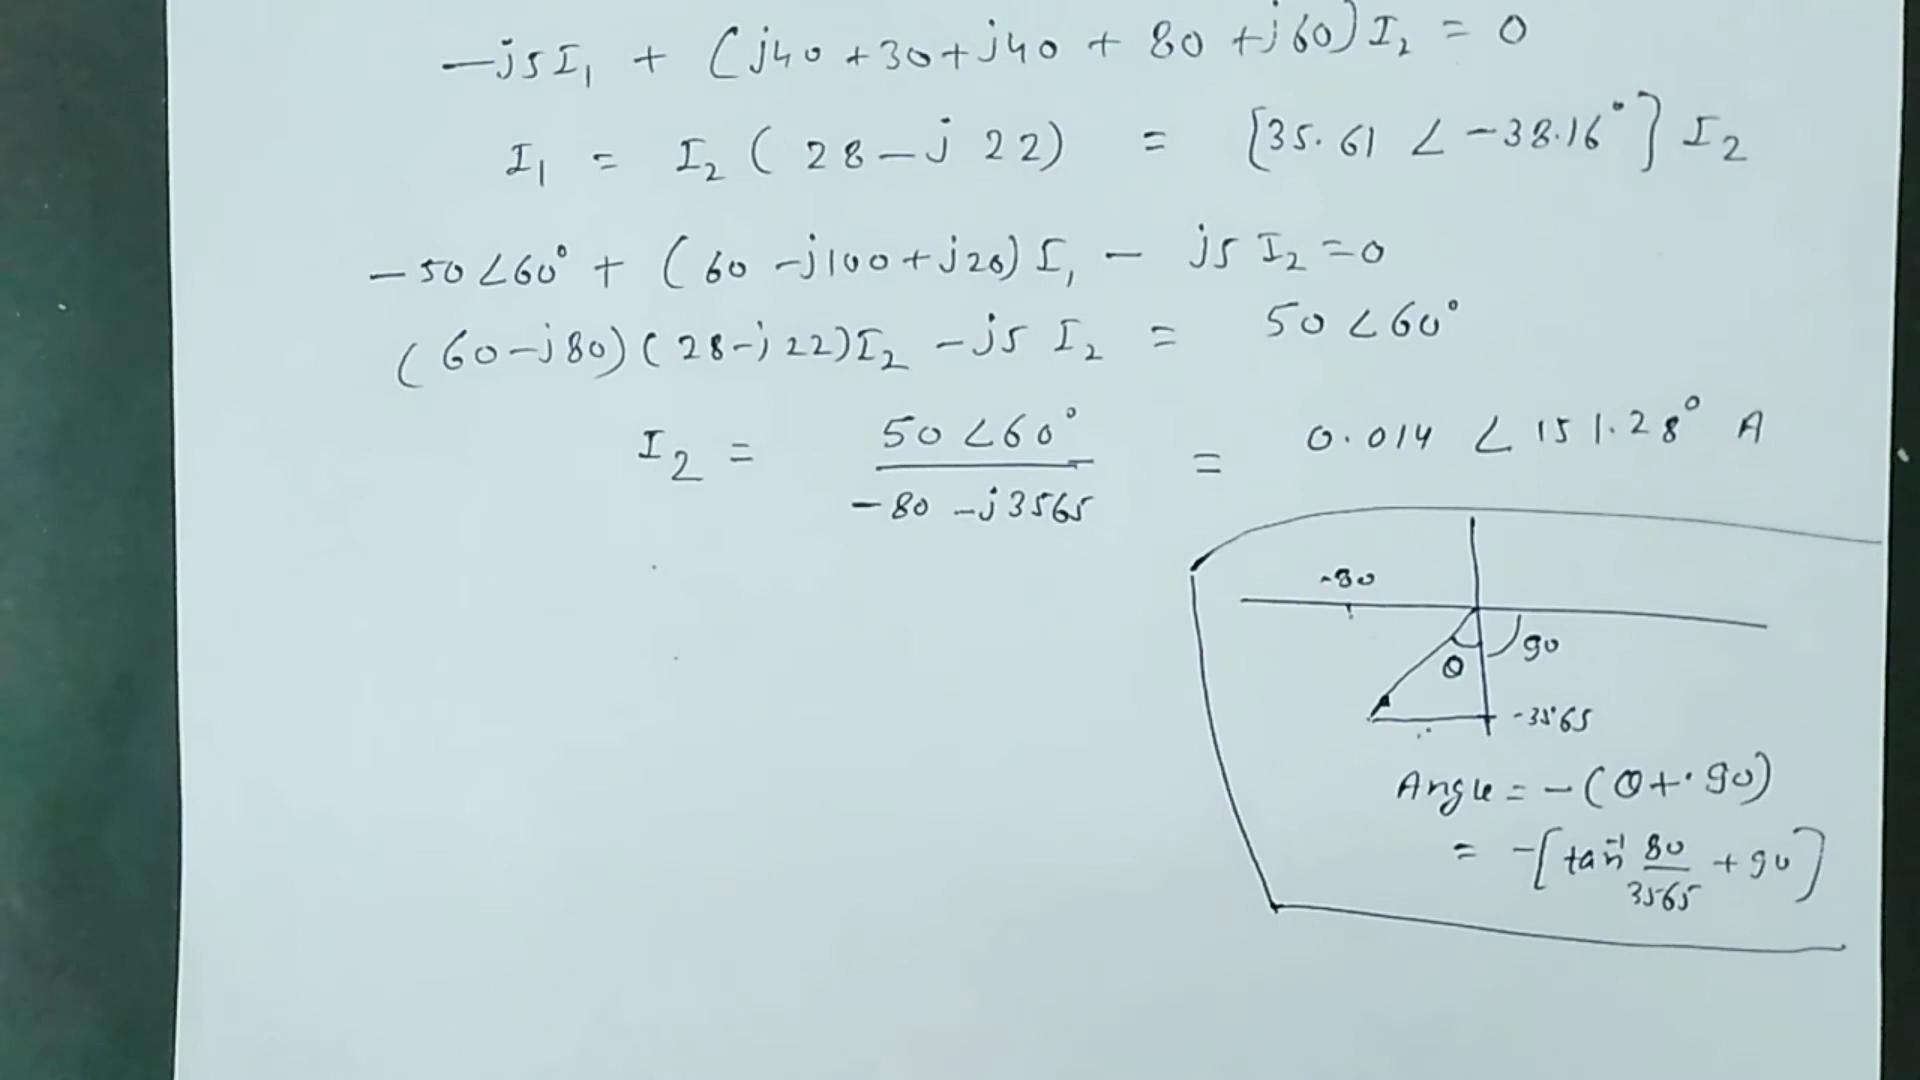 -j5I₁ + (j40+30+j40 + 80 +j60)I₂ = 0
I₁ = I₂ ( 28-j 22) = [35.61 ∠-38.16°] I₂
-50∠60° + (60 -j100+j20) I₁ - j5 I₂ =0
(60-j80)(28-j22)I₂ -j5 I₂ = 50∠60°
I₂ = 50∠60° / -80 -j3565 = 0.014 ∠ 151.28° A
-80
θ
90
-3565
Angle = -(θ+90)
= -[tan⁻¹ 80/3565 +90]